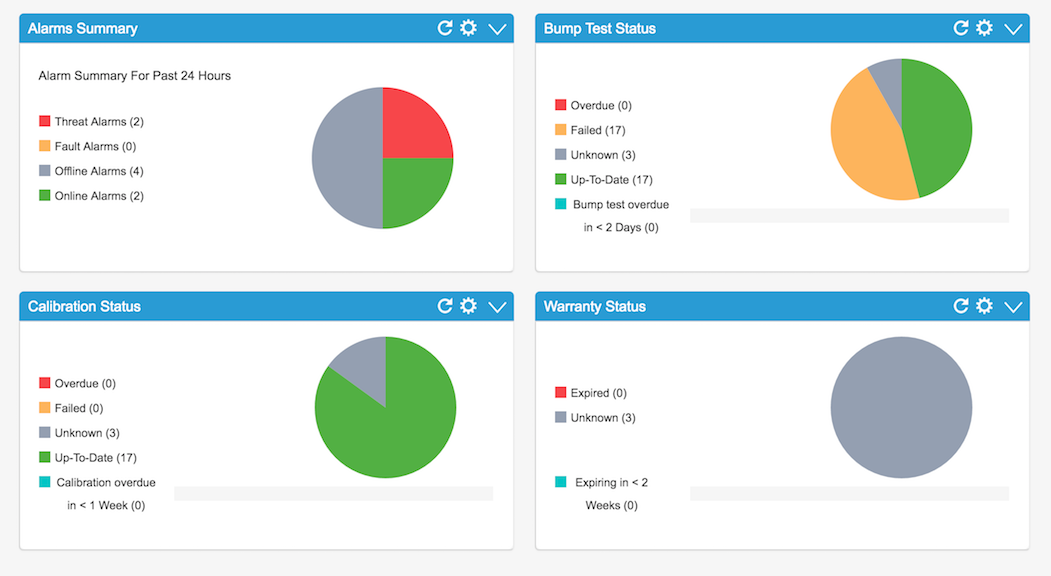 Alarms Summary
Alarm Summary For Past 24 Hours
Threat Alarms (2)
Fault Alarms (0)
Offline Alarms (4)
Online Alarms (2)
Bump Test Status
Overdue (0)
Failed (17)
Unknown (3)
Up-To-Date (17)
Bump test overdue
in < 2 Days (0)
Calibration Status
Overdue (0)
Failed (0)
Unknown (3)
Up-To-Date (17)
Calibration overdue
in < 1 Week (0)
Warranty Status
Expired (0)
Unknown (3)
Expiring in < 2
Weeks (0)